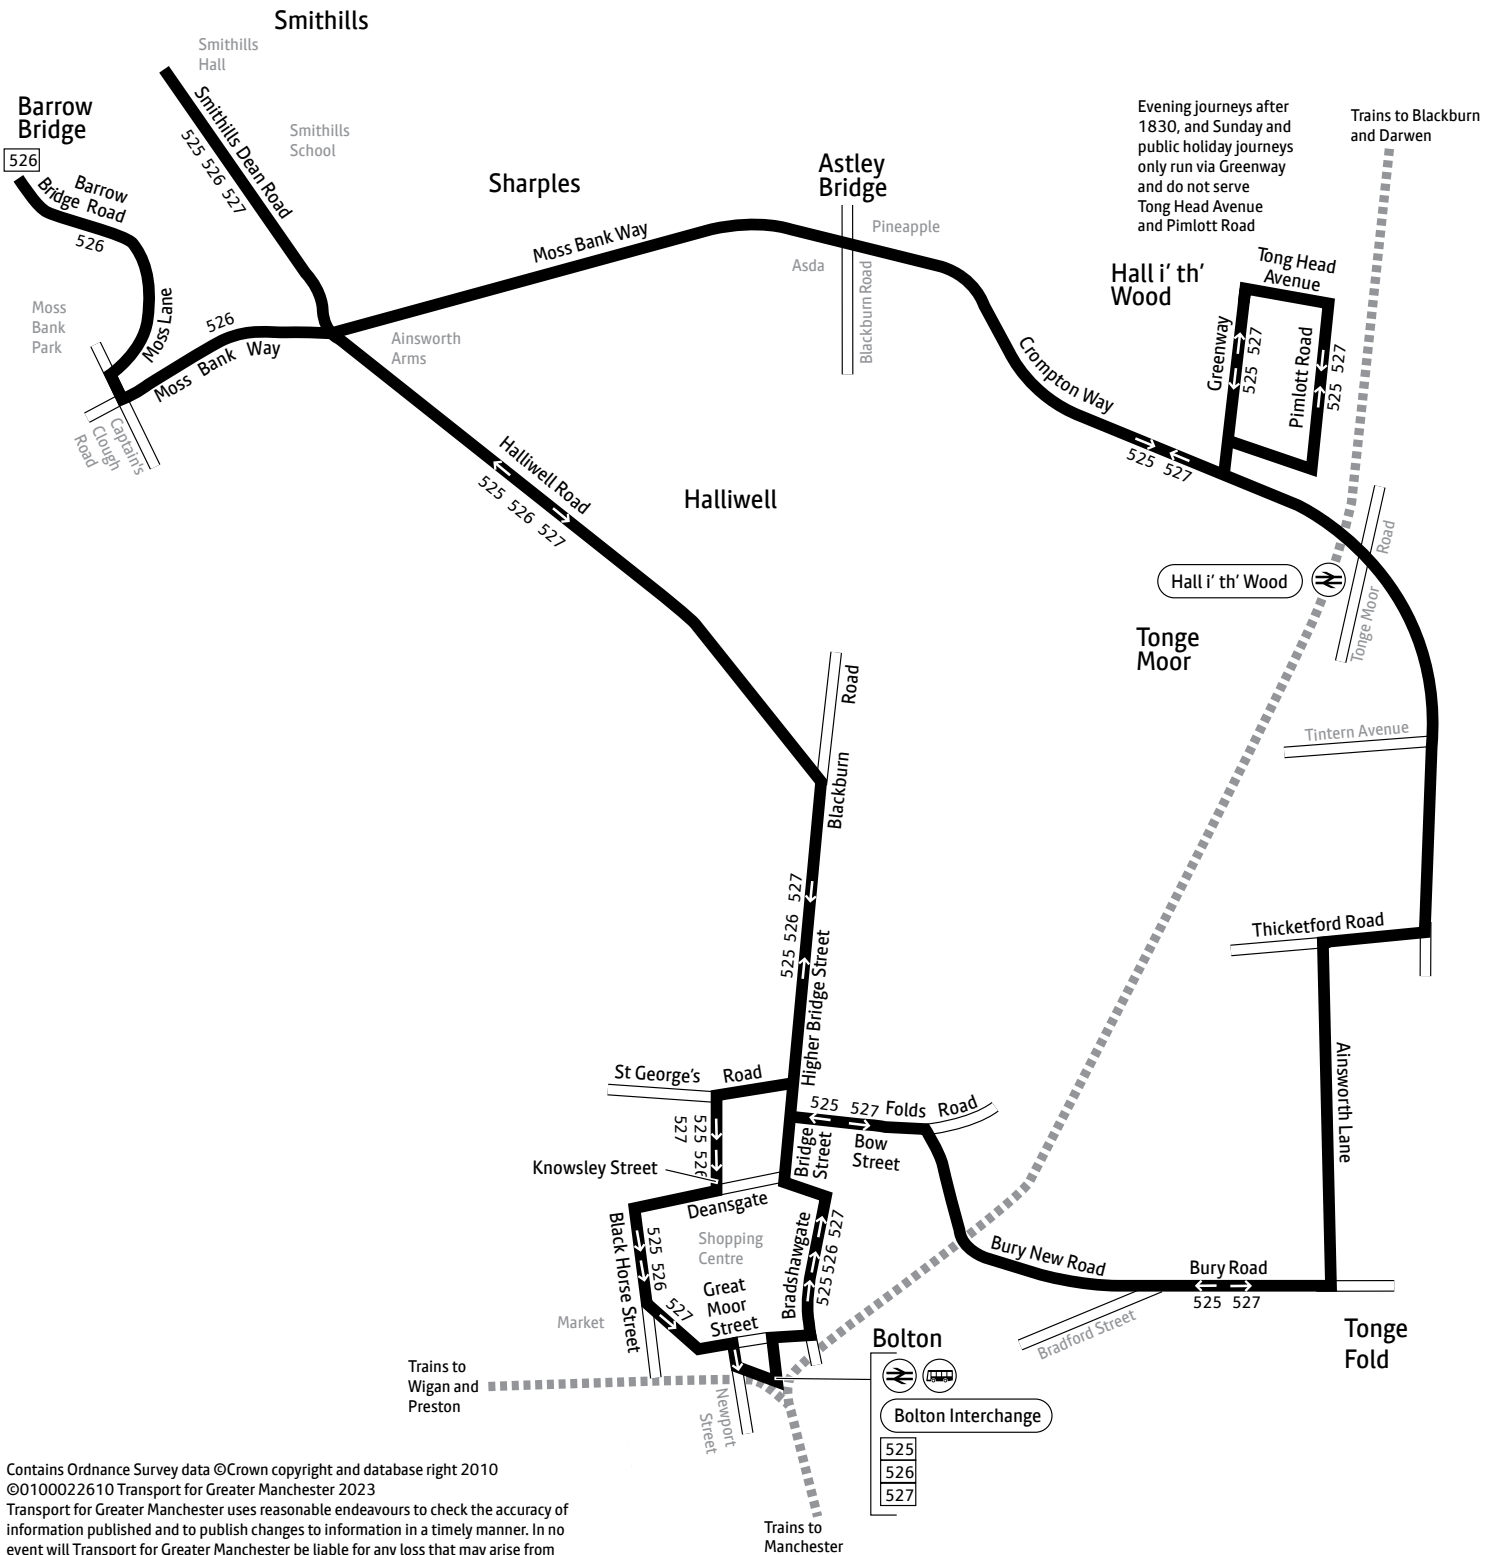 Smithills
Smithills
Hall
Barrow
Bridge
526
Smithills Dean Road
525 526 527
Smithills
School
Barrow
Bridge Road
526
Sharples
Moss Bank Way
Astley
Bridge
Pineapple
Asda
Blackburn Road
Evening journeys after
1830, and Sunday and
public holiday journeys
only run via Greenway
and do not serve
Tong Head Avenue
and Pimlott Road
Trains to Blackburn
and Darwen
Hall i' th'
Wood
Tong Head
Avenue
Greenway
525 527
Pimlott Road
525 527
Moss
Bank
Park
Moss Lane
526
Moss Bank Way
Ainsworth
Arms
Captain's
Clough
Road
Crompton Way
525 527
Halliwell Road
525 526 527
Halliwell
Hall i' th' Wood
Tonge Moor Road
Tonge
Moor
Blackburn Road
Tintern Avenue
525 526 527
Higher Bridge Street
Thicketford Road
Ainsworth Lane
St George's Road
525 526
527
525 527
Folds Road
Bow
Street
Bridge
Street
Knowsley Street
Deansgate
Black Horse Street
525 526
527
Shopping
Centre
Great
Moor
Street
Bradshawgate
525 526 527
Market
Bury New Road
Bury Road
525 527
Bradford Street
Tonge
Fold
Bolton
Bolton Interchange
525
526
527
Trains to
Wigan and
Preston
Newport
Street
Trains to
Manchester
Contains Ordnance Survey data ©Crown copyright and database right 2010
©0100022610 Transport for Greater Manchester 2023
Transport for Greater Manchester uses reasonable endeavours to check the accuracy of
information published and to publish changes to information in a timely manner. In no
event will Transport for Greater Manchester be liable for any loss that may arise from